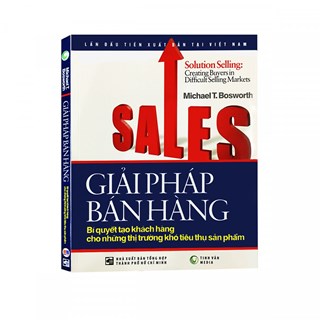 LẦN ĐẦU TIÊN XUẤT BẢN TẠI VIỆT NAM
Solution Selling:
Creating Buyers in
Difficult Selling Markets
Michael T. Bosworth
SALES
GIẢI PHÁP
BÁN HÀNG
Bí quyết tạo khách hàng
cho những thị trường khó tiêu thụ sản phẩm
NHÀ XUẤT BẢN TỔNG HỢP
THÀNH PHỐ HỒ CHÍ MINH
TINH VĂN
MEDIA
Michael T.
Bosworth
GIẢI PHÁP BÁN HÀNG